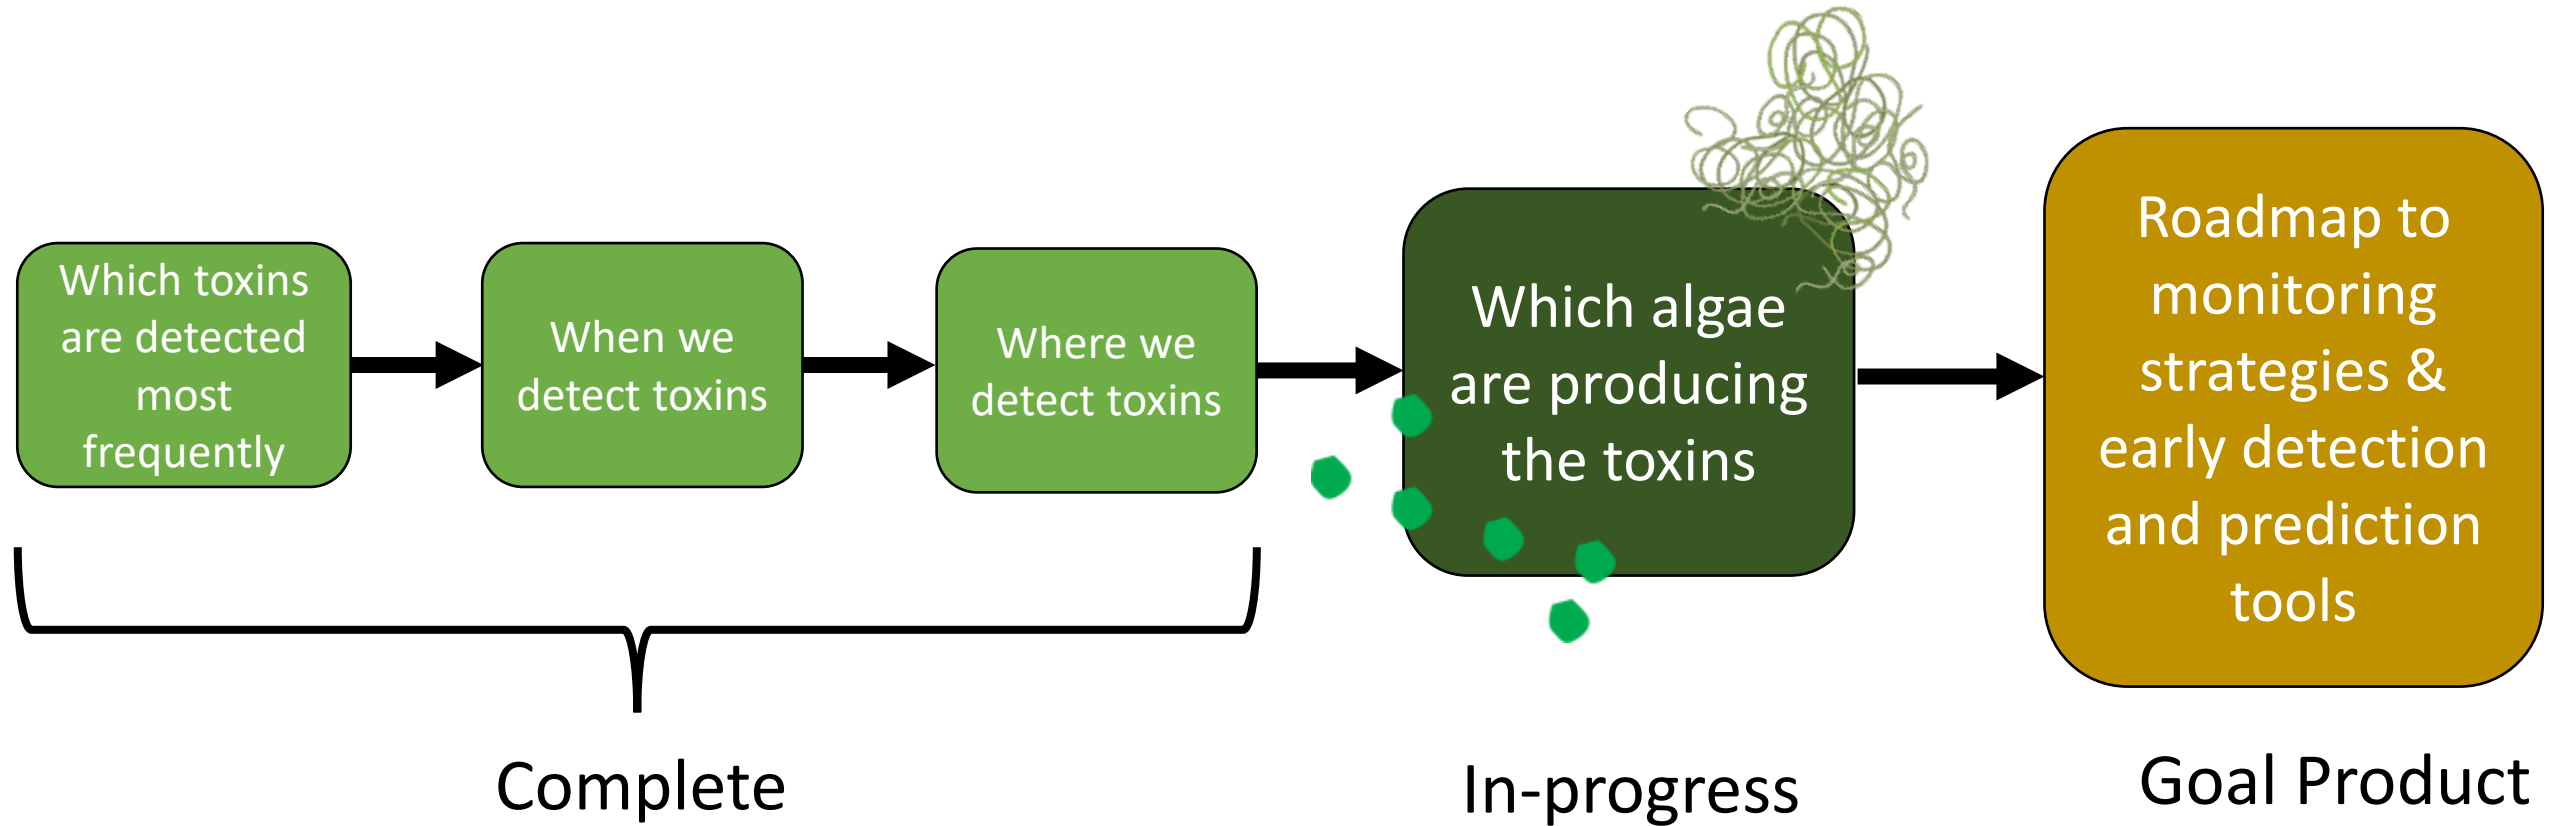 Which toxins
are detected
most
frequently
When we
detect toxins
Where we
detect toxins
Which algae
are producing
the toxins
Roadmap to
monitoring
strategies &
early detection
and prediction
tools
Complete
In-progress
Goal Product